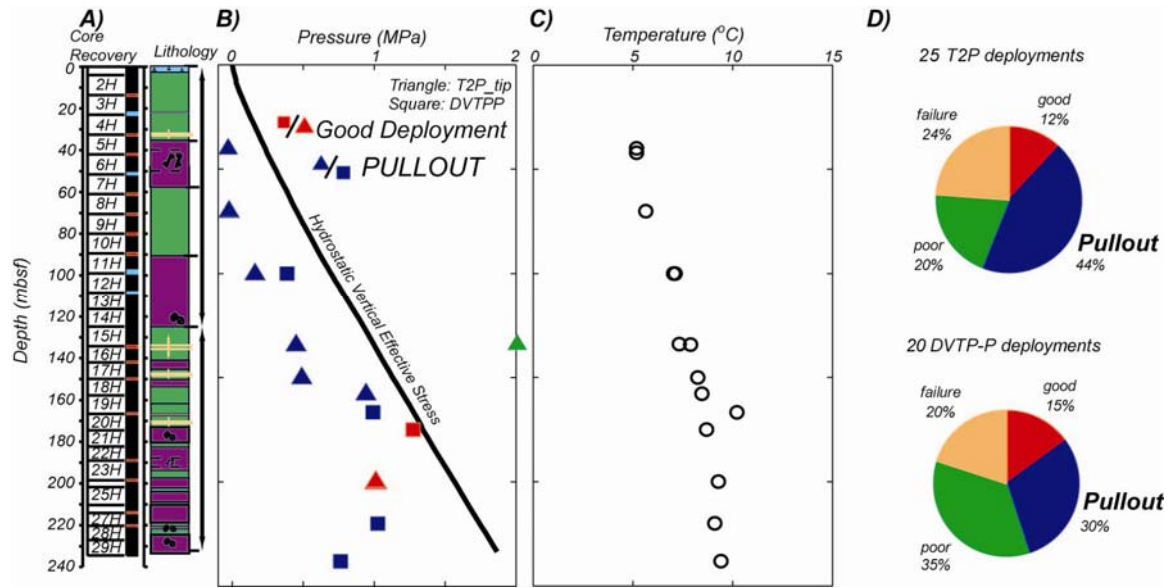 A)
Core
Recovery
Lithology
0
20
40
60
80
100
120
140
160
180
200
220
240
Depth (mbsf)
2H
3H
4H
5H
6H
7H
8H
9H
10H
11H
12H
13H
14H
15H
16H
17H
18H
19H
20H
21H
22H
23H
25H
27H
28H
29H
B)
Pressure (MPa)
0 1 2
Triangle: T2P_tip
Square: DVTPP
/ Good Deployment
/ PULLOUT
Hydrostatic Vertical Effective Stress
C)
Temperature (°C)
0 5 10 15
D)
25 T2P deployments
failure
24%
good
12%
poor
20%
Pullout
44%
20 DVTP-P deployments
failure
20%
good
15%
Pullout
30%
poor
35%